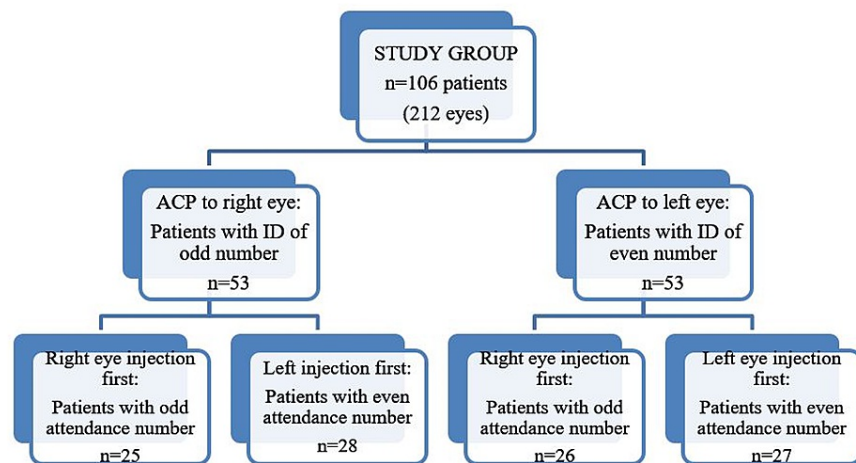 STUDY GROUP
n=106 patients
(212 eyes)
ACP to right eye:
Patients with ID of
odd number
n=53
ACP to left eye:
Patients with ID of
even number
n=53
Right eye injection
first:
Patients with odd
attendance number
n=25
Left injection first:
Patients with even
attendance number
n=28
Right eye injection
first:
Patients with odd
attendance number
n=26
Left eye injection
first:
Patients with even
attendance number
n=27